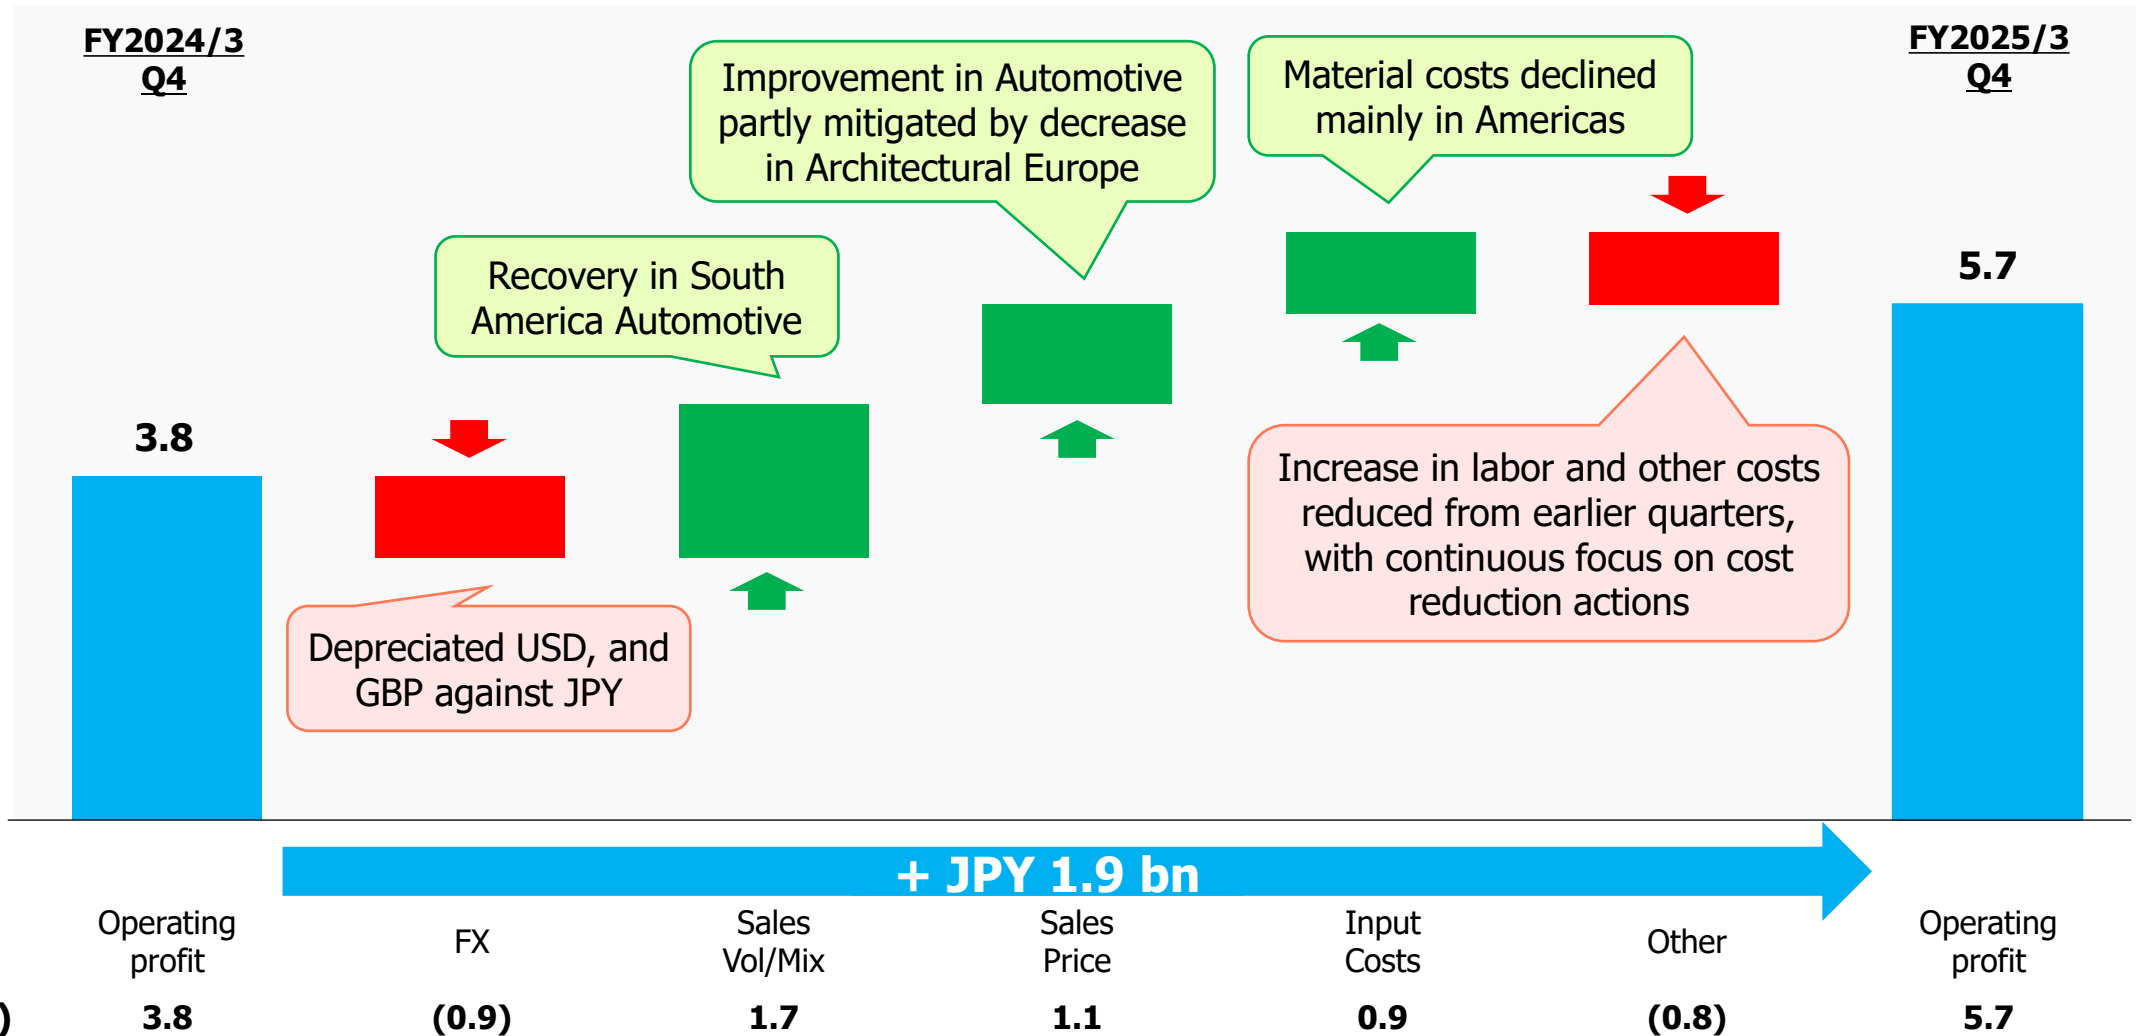 FY2024/3
Q4
FY2025/3
Q4
Improvement in Automotive
partly mitigated by decrease
in Architectural Europe
Material costs declined
mainly in Americas
Recovery in South
America Automotive
5.7
3.8
Increase in labor and other costs
reduced from earlier quarters,
with continuous focus on cost
reduction actions
Depreciated USD, and
GBP against JPY
+ JPY 1.9 bn
Operating
profit
FX
Sales
Vol/Mix
Sales
Price
Input
Costs
Other
Operating
profit
) 3.8 (0.9) 1.7 1.1 0.9 (0.8) 5.7